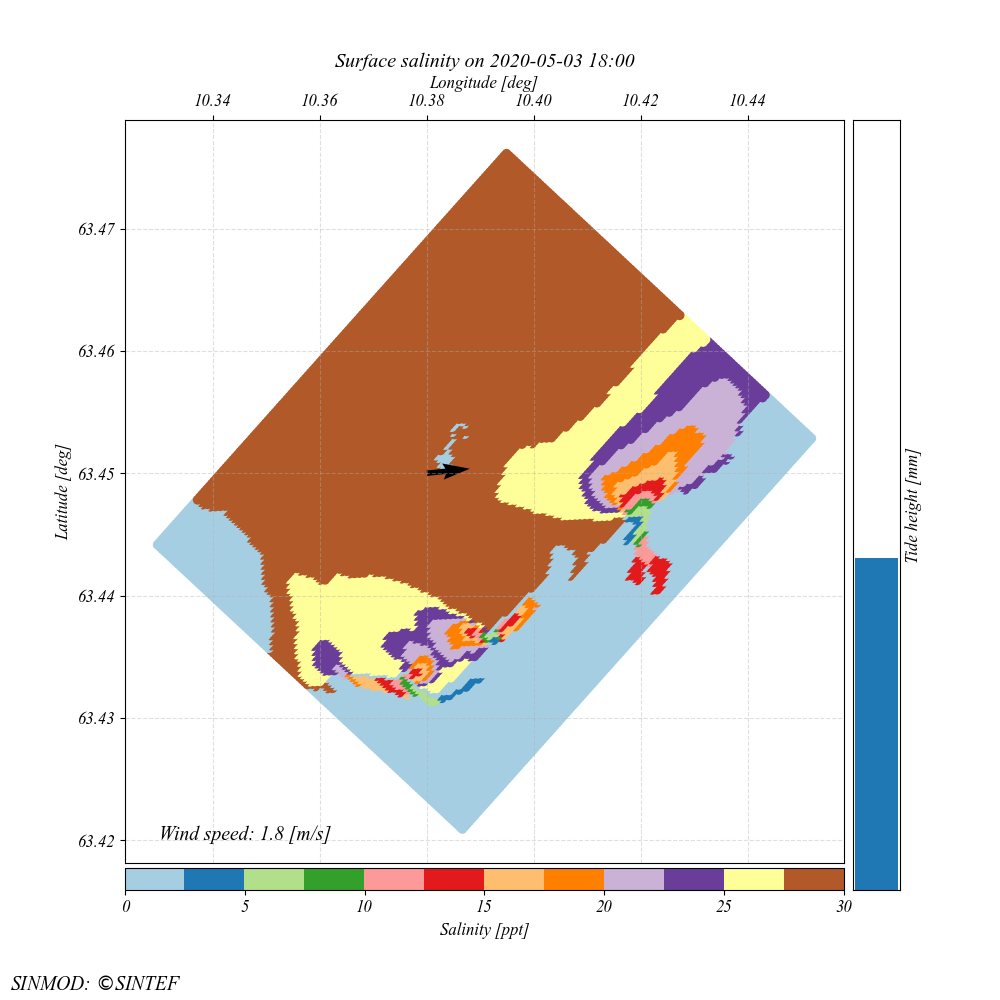 Surface salinity on 2020-05-03 18:00
Longitude [deg]
10.34 10.36 10.38 10.40 10.42 10.44
63.47
63.46
63.45
63.44
63.43
63.42
Latitude [deg]
Tide height [mm]
Wind speed: 1.8 [m/s]
0 5 10 15 20 25 30
Salinity [ppt]
SINMOD: ©SINTEF